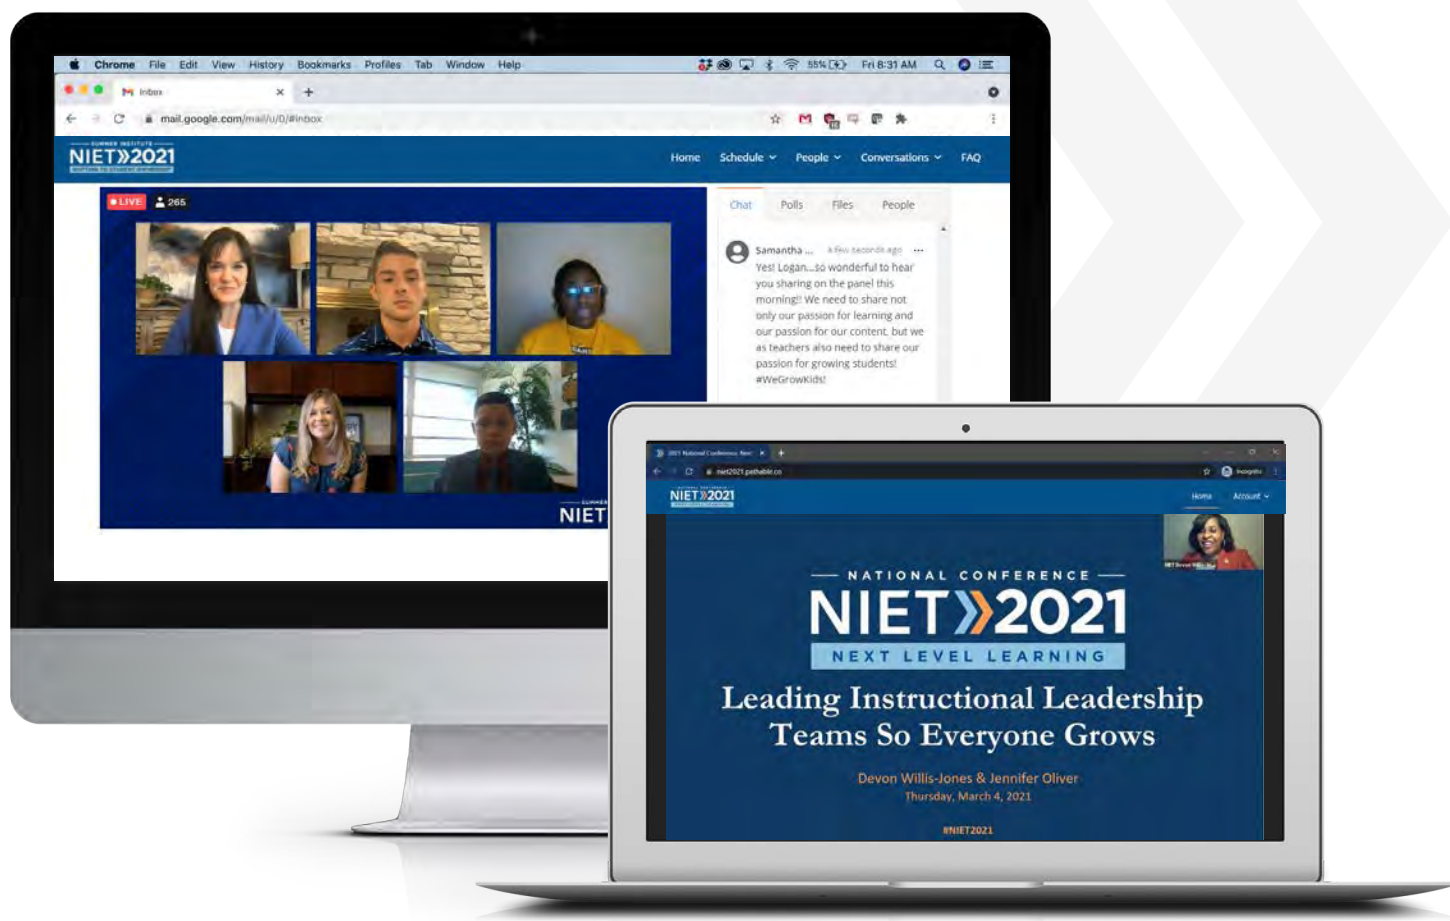 Chrome File Edit View History Bookmarks Profiles Tab Window Help
55% Fri 8:31 AM
Inbox
mail.google.com/mail/u/0/#inbox
SUMMER INSTITUTE
NIET 2021
Home Schedule People Conversations FAQ
LIVE 265
Chat Polls Files People
Samantha ... a few seconds ago
Yes! Logan...so wonderful to hear
you sharing on the panel this
morning!! We need to share not
only our passion for learning and
our passion for our content, but we
as teachers also need to share our
passion for growing students!
#WeGrowKids!
NIET
niet2021.pathable.co
Incognito
NIET 2021
Home Account
NATIONAL CONFERENCE
NIET 2021
NEXT LEVEL LEARNING
Leading Instructional Leadership
Teams So Everyone Grows
Devon Willis-Jones & Jennifer Oliver
Thursday, March 4, 2021
#NIET2021